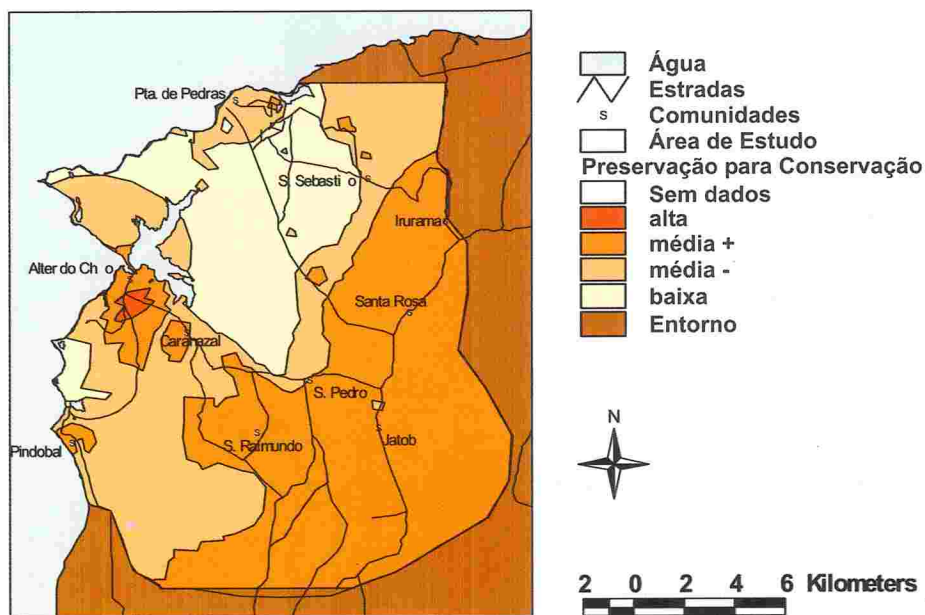 Pta. de Pedras
S. Sebasti o
Irurama
Alter do Ch o
Santa Rosa
Cararazal
S. Pedro
S. Raimundo
Jatob
Pindobal
Água
Estradas
s Comunidades
Área de Estudo
Preservação para Conservação
Sem dados
alta
média +
média -
baixa
Entorno
N
2 0 2 4 6 Kilometers